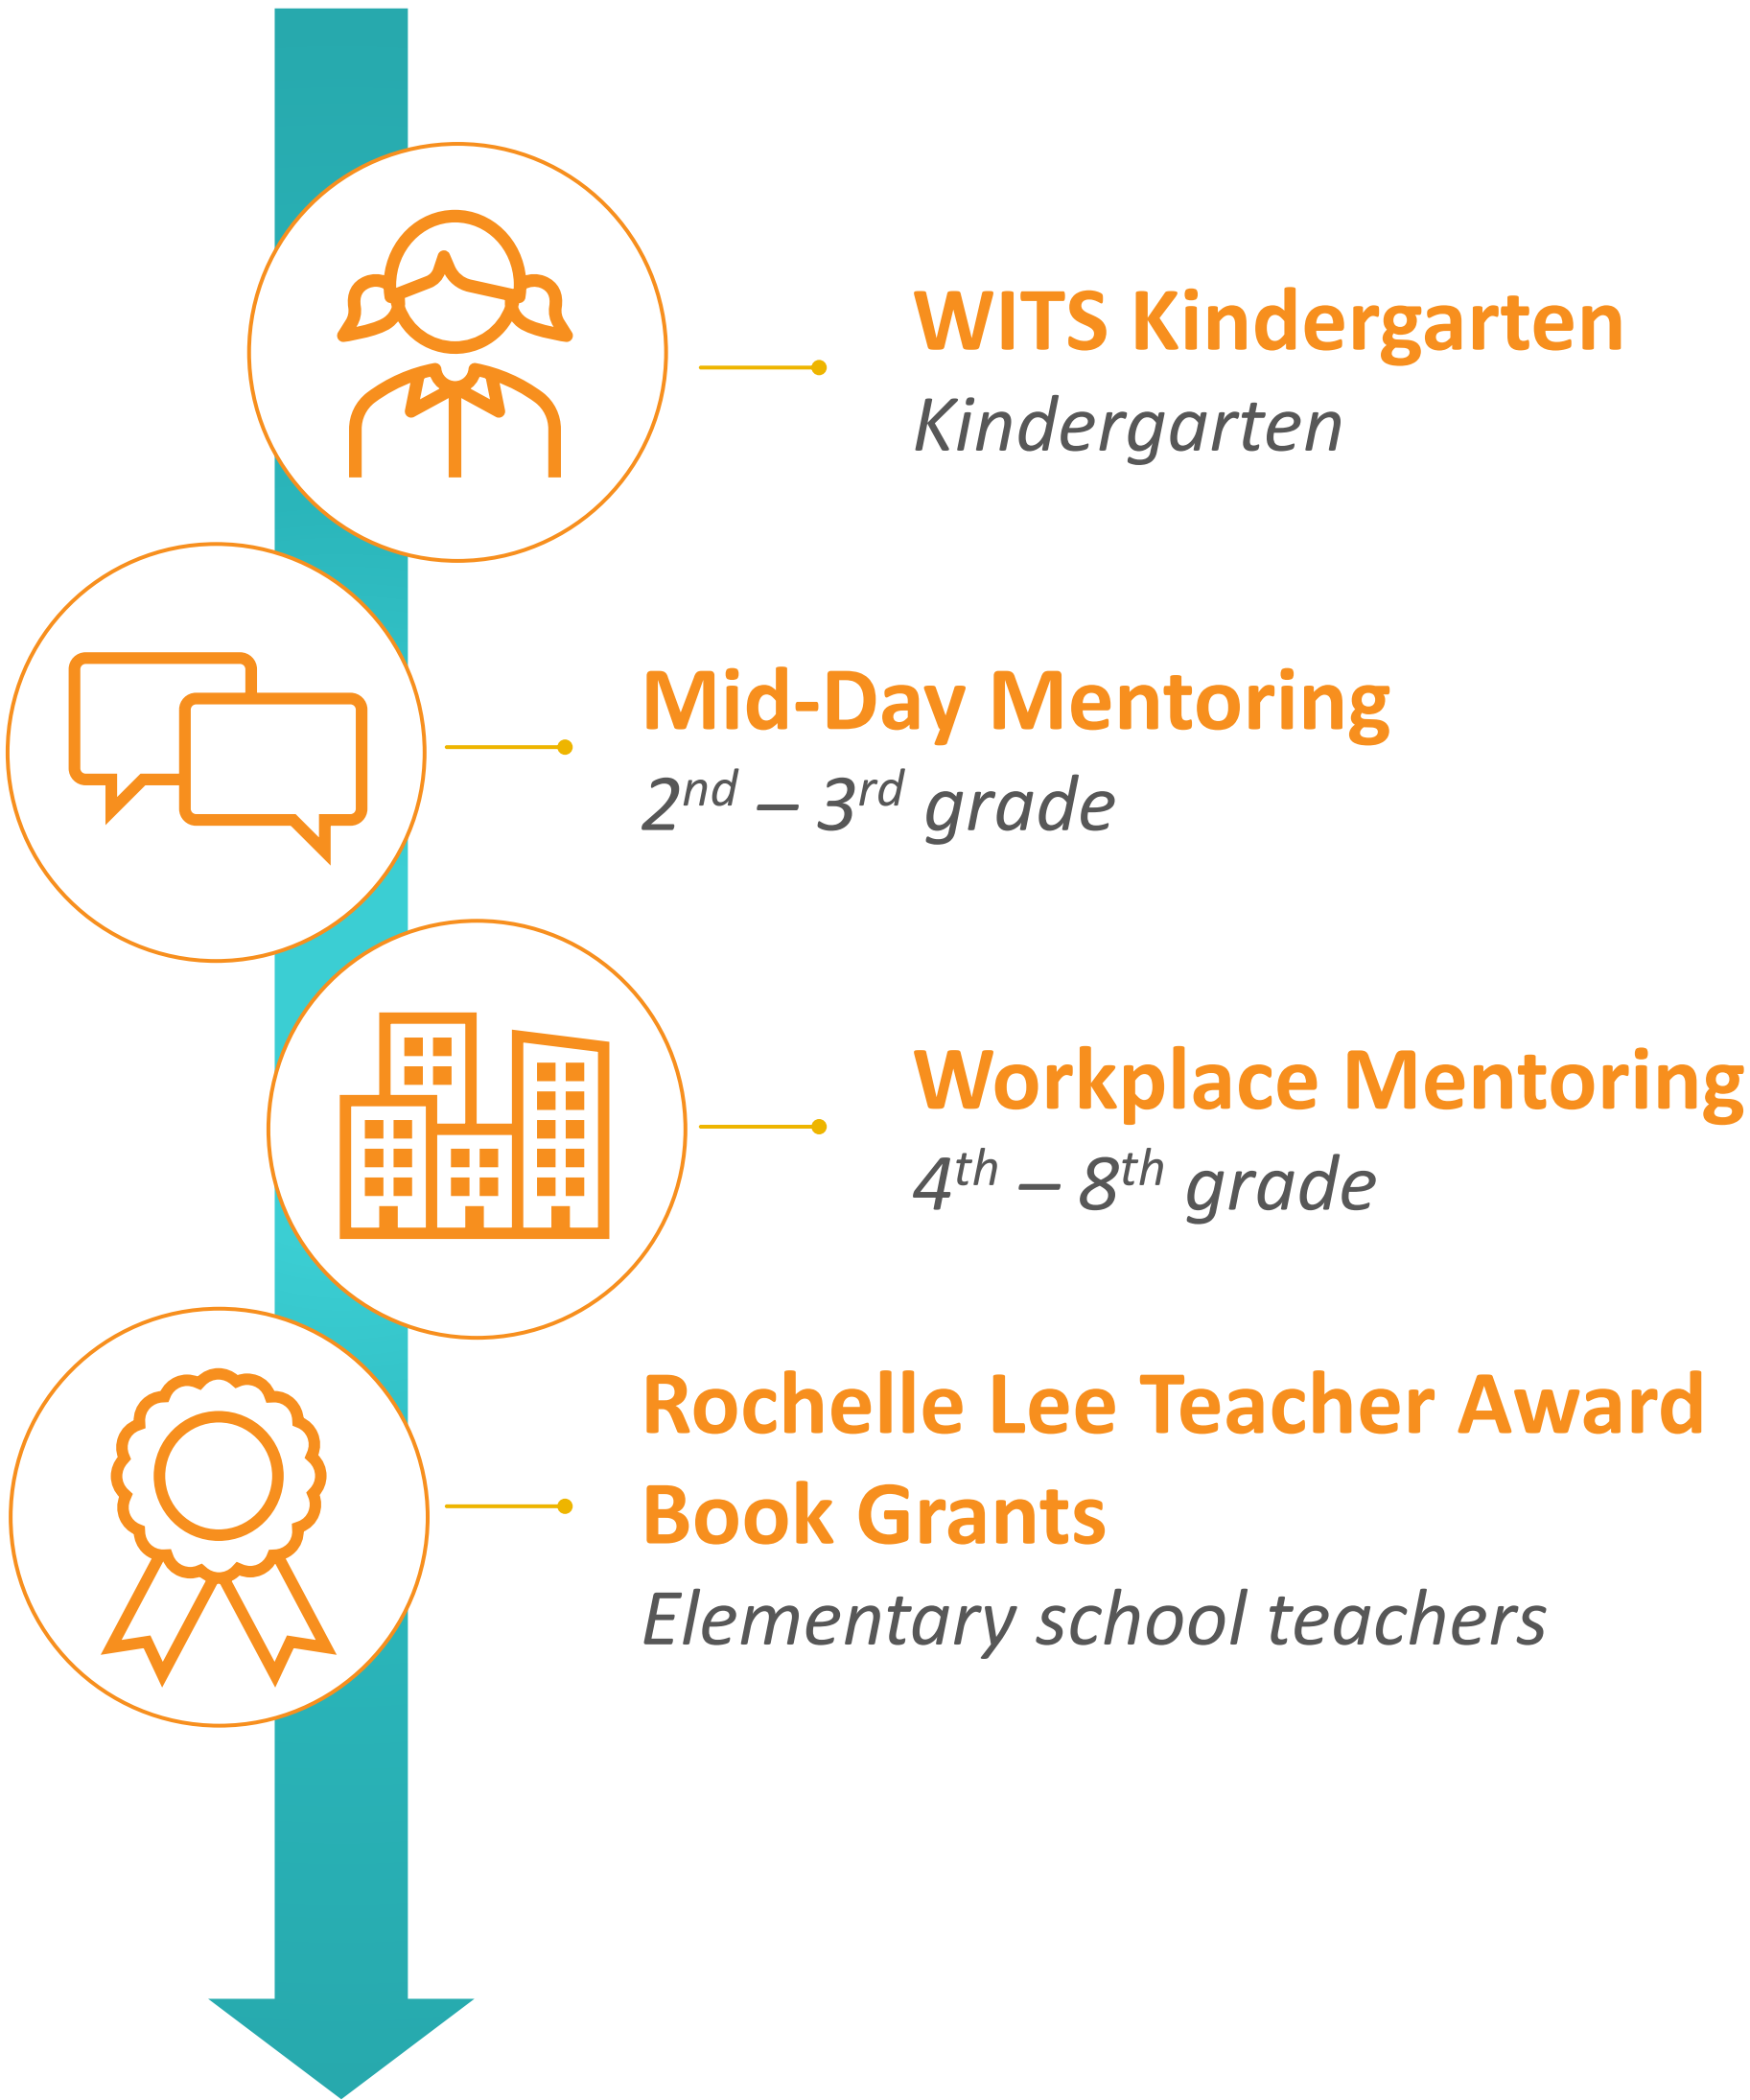 WITS Kindergarten
Kindergarten
Mid-Day Mentoring
2nd – 3rd grade
Workplace Mentoring
4th – 8th grade
Rochelle Lee Teacher Award
Book Grants
Elementary school teachers